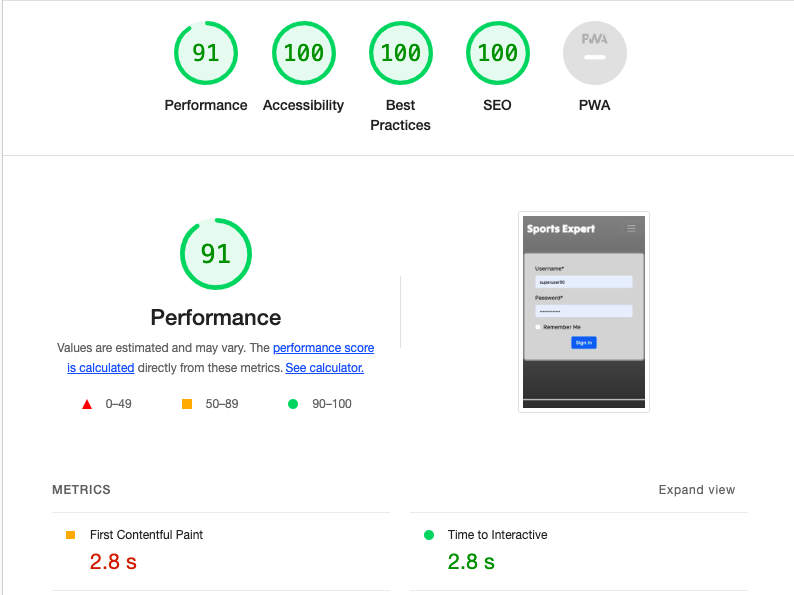 91
100
100
100
PWA
Performance
Accessibility
Best
Practices
SEO
PWA
91
Performance
Values are estimated and may vary. The performance score
is calculated directly from these metrics. See calculator.
0–49
50–89
90–100
Sports Expert
Username*
superuser90
Password*
Remember Me
Sign In
METRICS
Expand view
First Contentful Paint
2.8 s
Time to Interactive
2.8 s